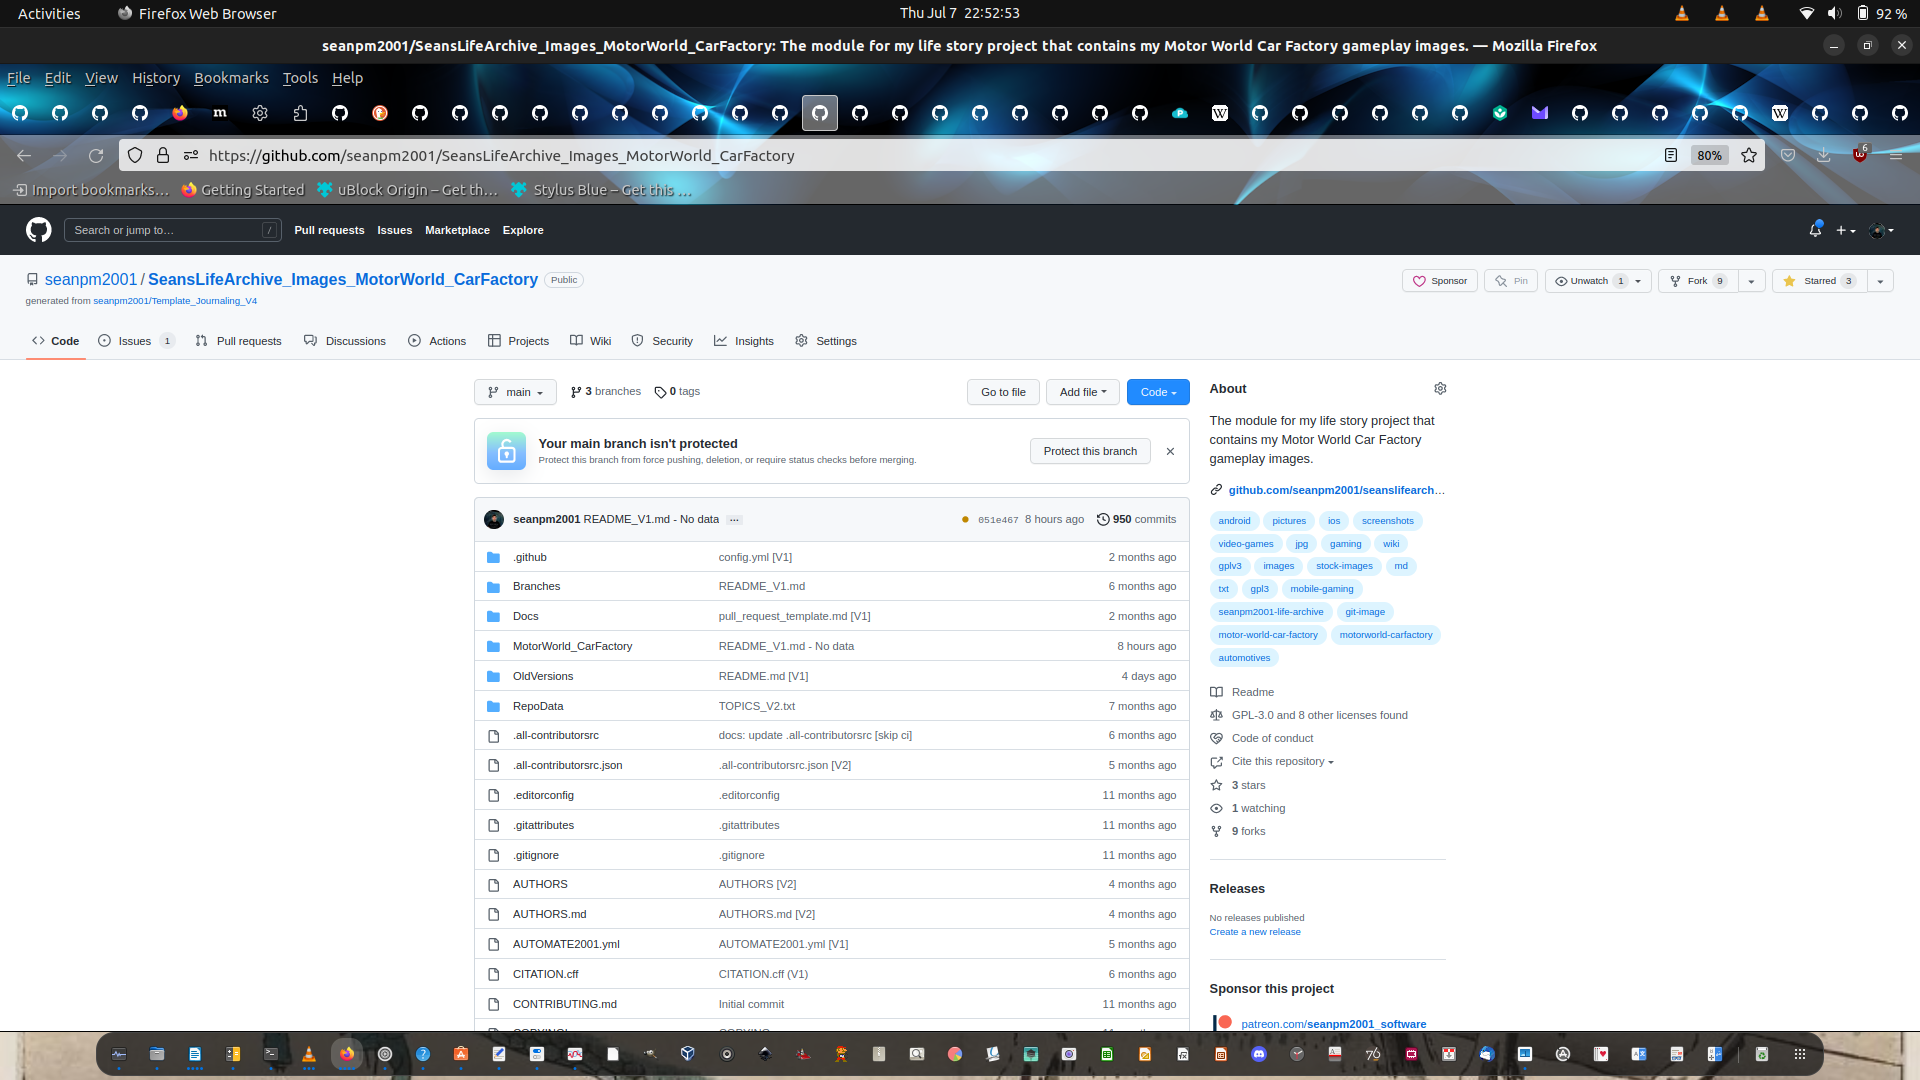 Activities Firefox Web Browser Thu Jul 7 22:52:53 92 %
seanpm2001/SeansLifeArchive_Images_MotorWorld_CarFactory: The module for my life story project that contains my Motor World Car Factory gameplay images. — Mozilla Firefox
File Edit View History Bookmarks Tools Help
https://github.com/seanpm2001/SeansLifeArchive_Images_MotorWorld_CarFactory 80% 6
Import bookmarks… Getting Started uBlock Origin – Get th… Stylus Blue – Get this …
Search or jump to… / Pull requests Issues Marketplace Explore
seanpm2001 / SeansLifeArchive_Images_MotorWorld_CarFactory Public Sponsor Pin Unwatch 1 Fork 9 Starred 3
generated from seanpm2001/Template_Journaling_V4
Code Issues 1 Pull requests Discussions Actions Projects Wiki Security Insights Settings
main 3 branches 0 tags Go to file Add file Code
Your main branch isn't protected
Protect this branch from force pushing, deletion, or require status checks before merging.
Protect this branch
seanpm2001 README_V1.md - No data ... 051e467 8 hours ago 950 commits
.github config.yml [V1] 2 months ago
Branches README_V1.md 6 months ago
Docs pull_request_template.md [V1] 2 months ago
MotorWorld_CarFactory README_V1.md - No data 8 hours ago
OldVersions README.md [V1] 4 days ago
RepoData TOPICS_V2.txt 7 months ago
.all-contributorsrc docs: update .all-contributorsrc [skip ci] 6 months ago
.all-contributorsrc.json .all-contributorsrc.json [V2] 5 months ago
.editorconfig .editorconfig 11 months ago
.gitattributes .gitattributes 11 months ago
.gitignore .gitignore 11 months ago
AUTHORS AUTHORS [V2] 4 months ago
AUTHORS.md AUTHORS.md [V2] 4 months ago
AUTOMATE2001.yml AUTOMATE2001.yml [V1] 5 months ago
CITATION.cff CITATION.cff (V1) 6 months ago
CONTRIBUTING.md Initial commit 11 months ago
About
The module for my life story project that
contains my Motor World Car Factory
gameplay images.
github.com/seanpm2001/seanslifearch…
android pictures ios screenshots
video-games jpg gaming wiki
gplv3 images stock-images md
txt gpl3 mobile-gaming
seanpm2001-life-archive git-image
motor-world-car-factory motorworld-carfactory
automotives
Readme
GPL-3.0 and 8 other licenses found
Code of conduct
Cite this repository
3 stars
1 watching
9 forks
Releases
No releases published
Create a new release
Sponsor this project
patreon.com/seanpm2001_software